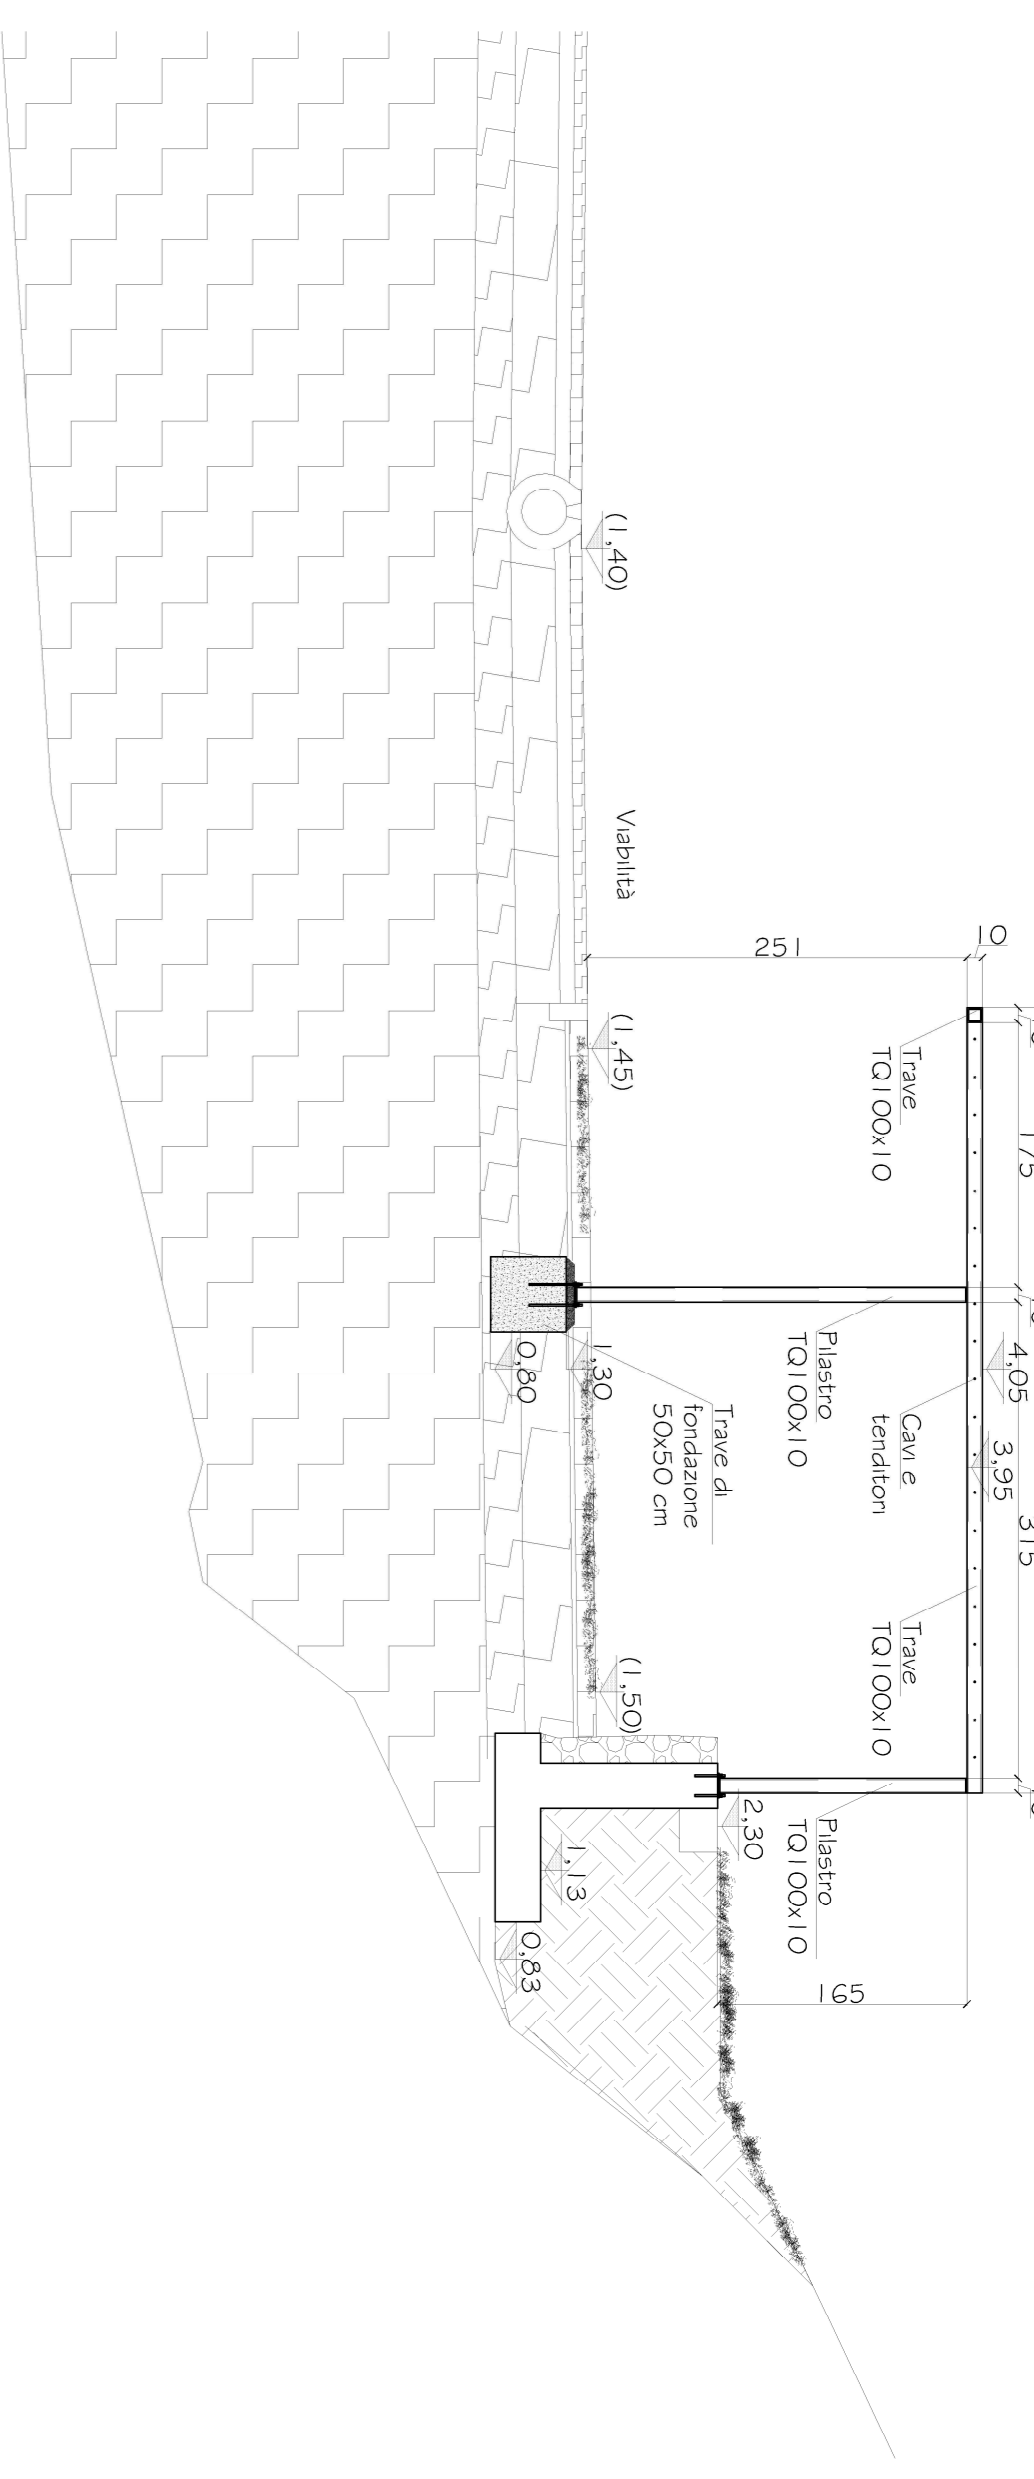 175
315
10
251
165
4,05
3,95
Trave
TQ100x10
Cavi e
tenditori
Trave
TQ100x10
Pilastro
TQ100x10
Pilastro
TQ100x10
Trave di
fondazione
50x50 cm
Viabilità
(1,40)
(1,45)
(1,50)
2,30
1,30
0,80
1,13
0,83